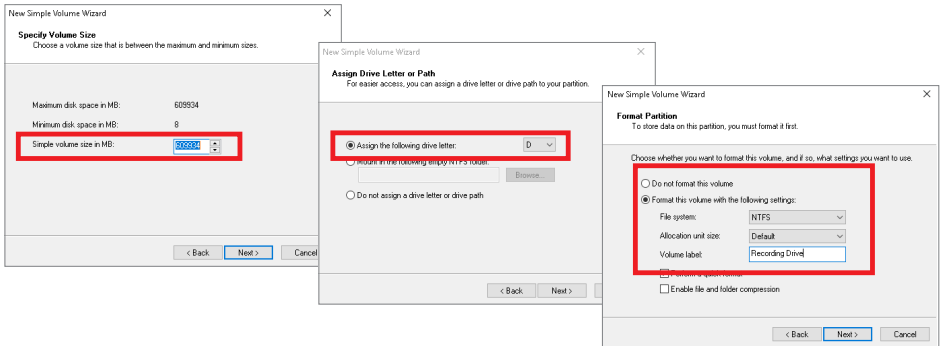 New Simple Volume Wizard
Specify Volume Size
Choose a volume size that is between the maximum and minimum sizes.
Maximum disk space in MB: 609934
Minimum disk space in MB: 8
Simple volume size in MB: 609934
< Back Next > Cancel
New Simple Volume Wizard
Assign Drive Letter or Path
For easier access, you can assign a drive letter or drive path to your partition.
Assign the following drive letter: D
Mount in the following empty NTFS folder:
Browse...
Do not assign a drive letter or drive path
< Back Next >
New Simple Volume Wizard
Format Partition
To store data on this partition, you must format it first.
Choose whether you want to format this volume, and if so, what settings you want to use.
Do not format this volume
Format this volume with the following settings:
File system: NTFS
Allocation unit size: Default
Volume label: Recording Drive
Perform a quick format
Enable file and folder compression
< Back Next > Cancel